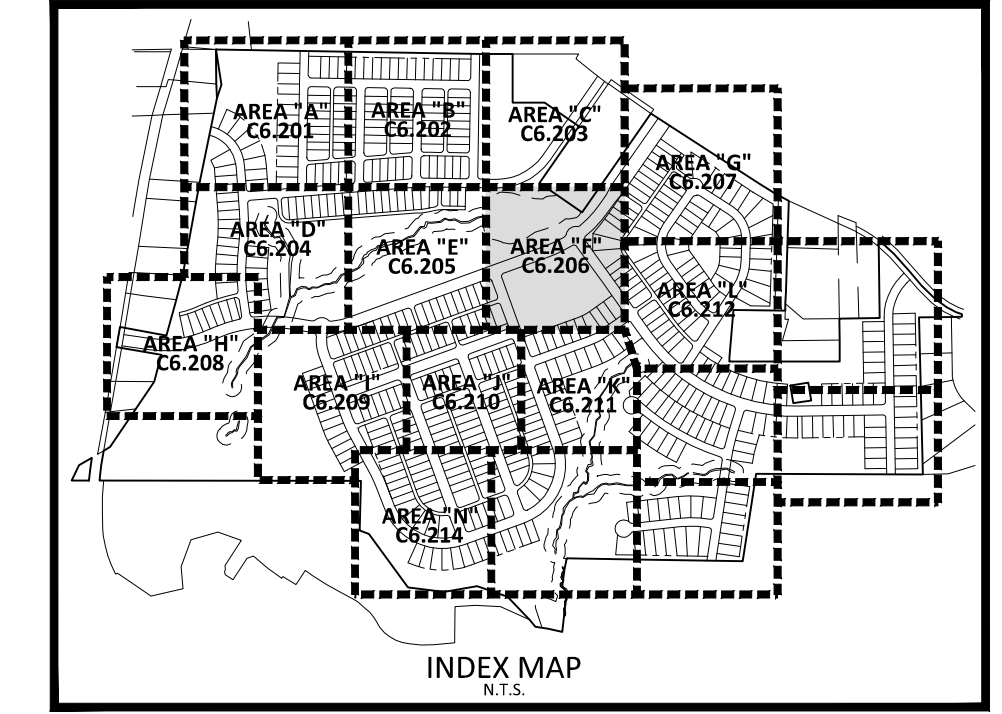 AREA "A"
C6.201
AREA "B"
C6.202
AREA "C"
C6.203
AREA "G"
C6.207
AREA "D"
C6.204
AREA "E"
C6.205
AREA "F"
C6.206
AREA "L"
C6.212
AREA "H"
C6.208
AREA "I"
C6.209
AREA "J"
C6.210
AREA "K"
C6.211
AREA "N"
C6.214
INDEX MAP
N.T.S.